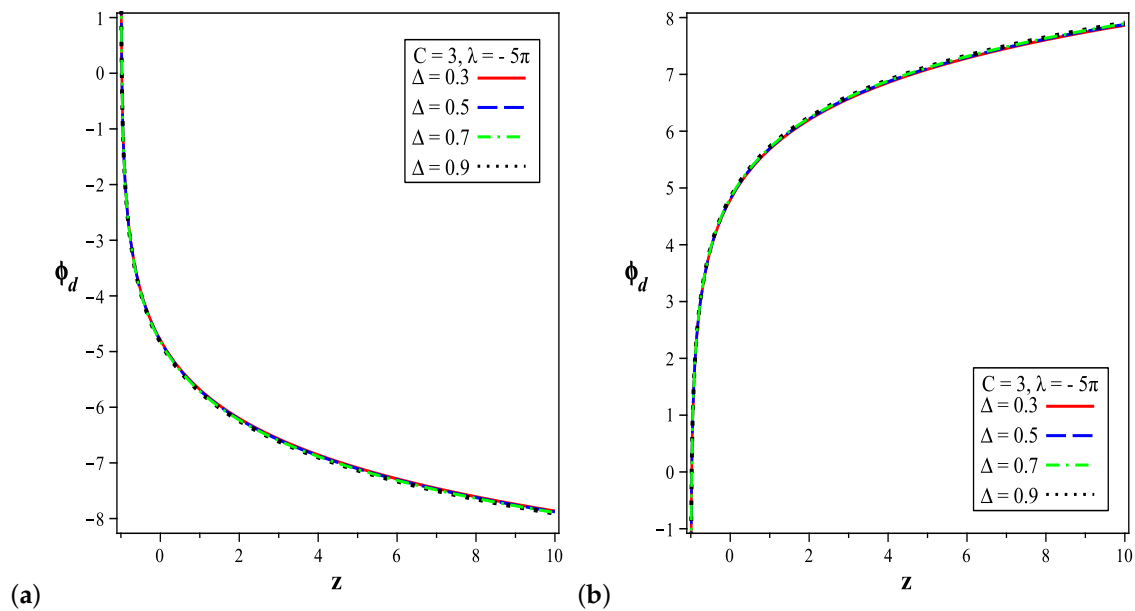 1
0
−1
−2
−3
−4
−5
−6
−7
−8
ϕd
C = 3, λ = - 5π
Δ = 0.3
Δ = 0.5
Δ = 0.7
Δ = 0.9
0 2 4 6 8 10
z
(a)
8
7
6
5
4
3
2
1
0
−1
ϕd
C = 3, λ = - 5π
Δ = 0.3
Δ = 0.5
Δ = 0.7
Δ = 0.9
0 2 4 6 8 10
z
(b)